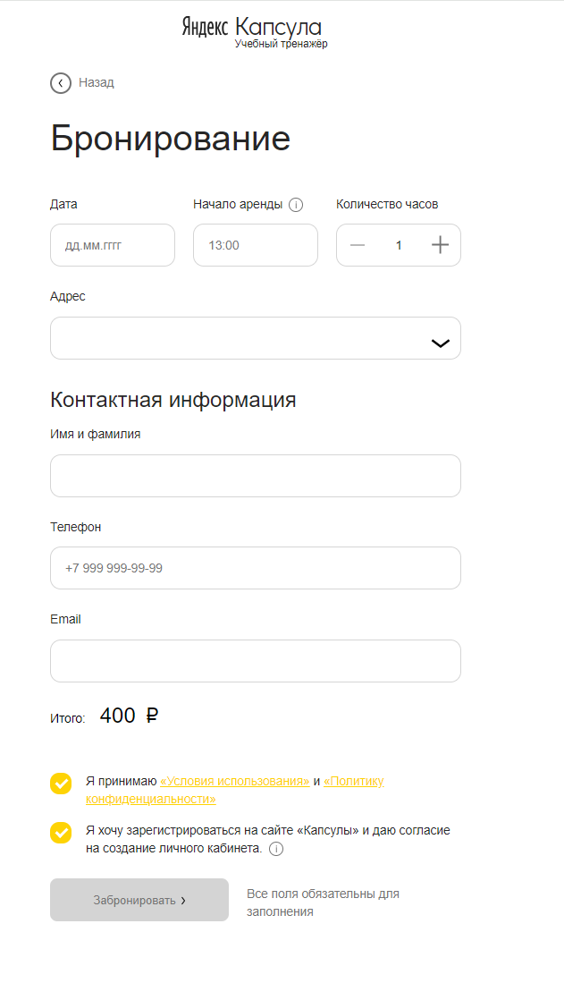 Яндекс Капсула
Учебный тренажёр
Назад
Бронирование
Дата
Начало аренды
Количество часов
дд.мм.гггг
13:00
1
Адрес
Контактная информация
Имя и фамилия
Телефон
+7 999 999-99-99
Email
Итого: 400 ₽
Я принимаю «Условия использования» и «Политику
конфиденциальности»
Я хочу зарегистрироваться на сайте «Капсулы» и даю согласие
на создание личного кабинета.
Забронировать
Все поля обязательны для
заполнения